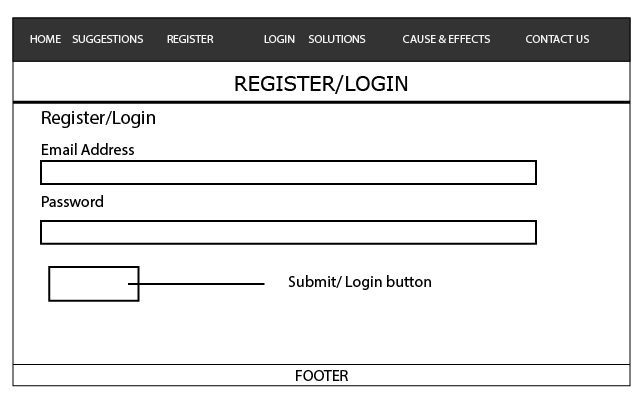 HOME SUGGESTIONS REGISTER LOGIN SOLUTIONS CAUSE & EFFECTS CONTACT US
REGISTER/LOGIN
Register/Login
Email Address
Password
Submit/ Login button
FOOTER